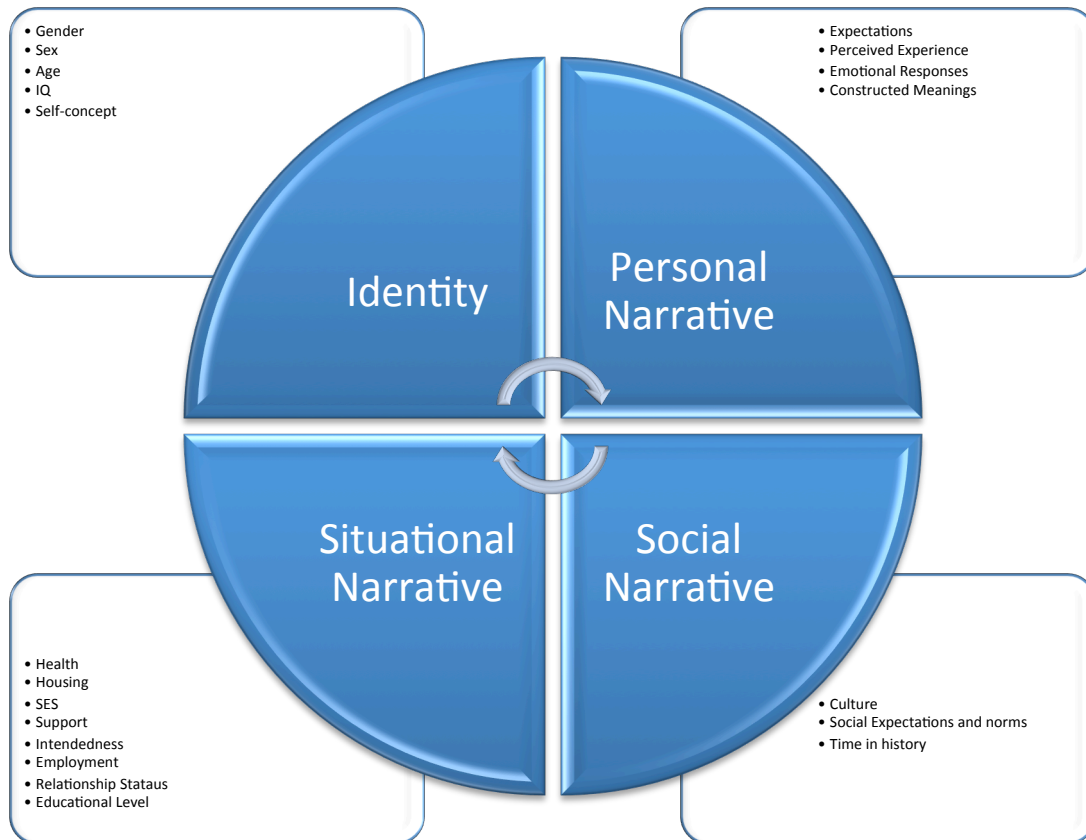 • Gender
• Sex
• Age
• IQ
• Self-concept
• Expectations
• Perceived Experience
• Emotional Responses
• Constructed Meanings
Identity
Personal
Narrative
Situational
Narrative
Social
Narrative
• Health
• Housing
• SES
• Support
• Intendedness
• Employment
• Relationship Stataus
• Educational Level
• Culture
• Social Expectations and norms
• Time in history